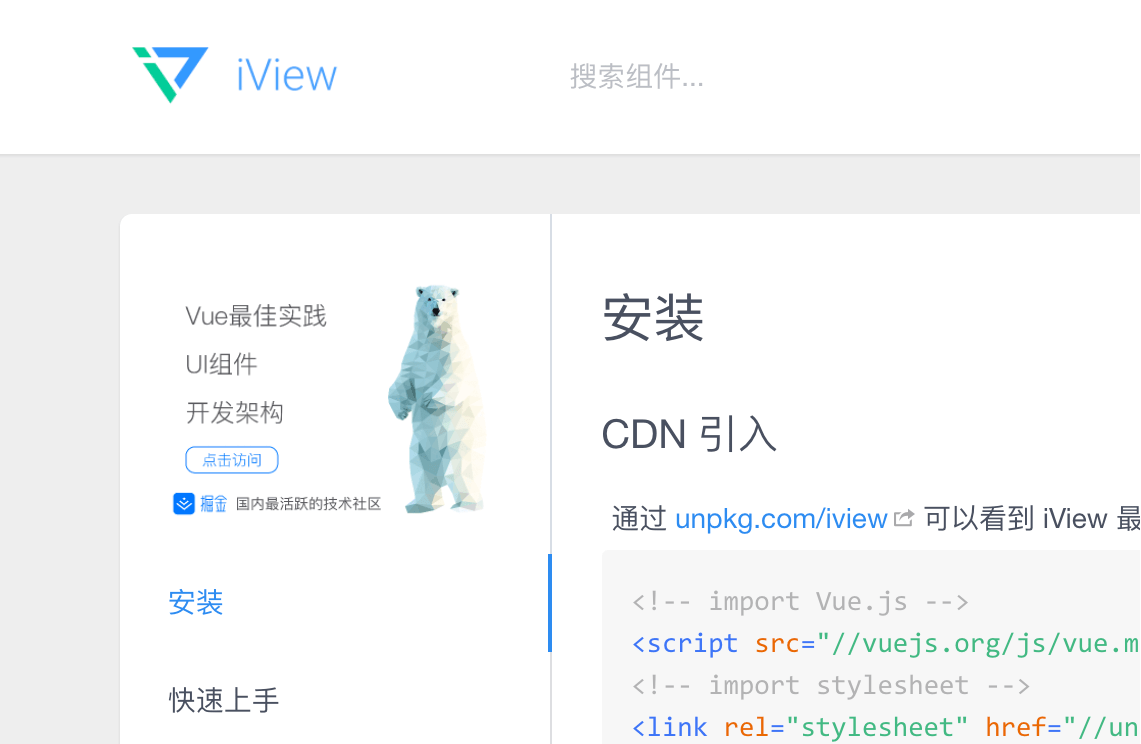 iView
搜索组件...
Vue最佳实践
UI组件
开发架构
点击访问
掘金 国内最活跃的技术社区
安装
快速上手
安装
CDN 引入
通过 unpkg.com/iview 可以看到 iView 最
<!-- import Vue.js -->
<script src="//vuejs.org/js/vue.m
<!-- import stylesheet -->
<link rel="stylesheet" href="//un